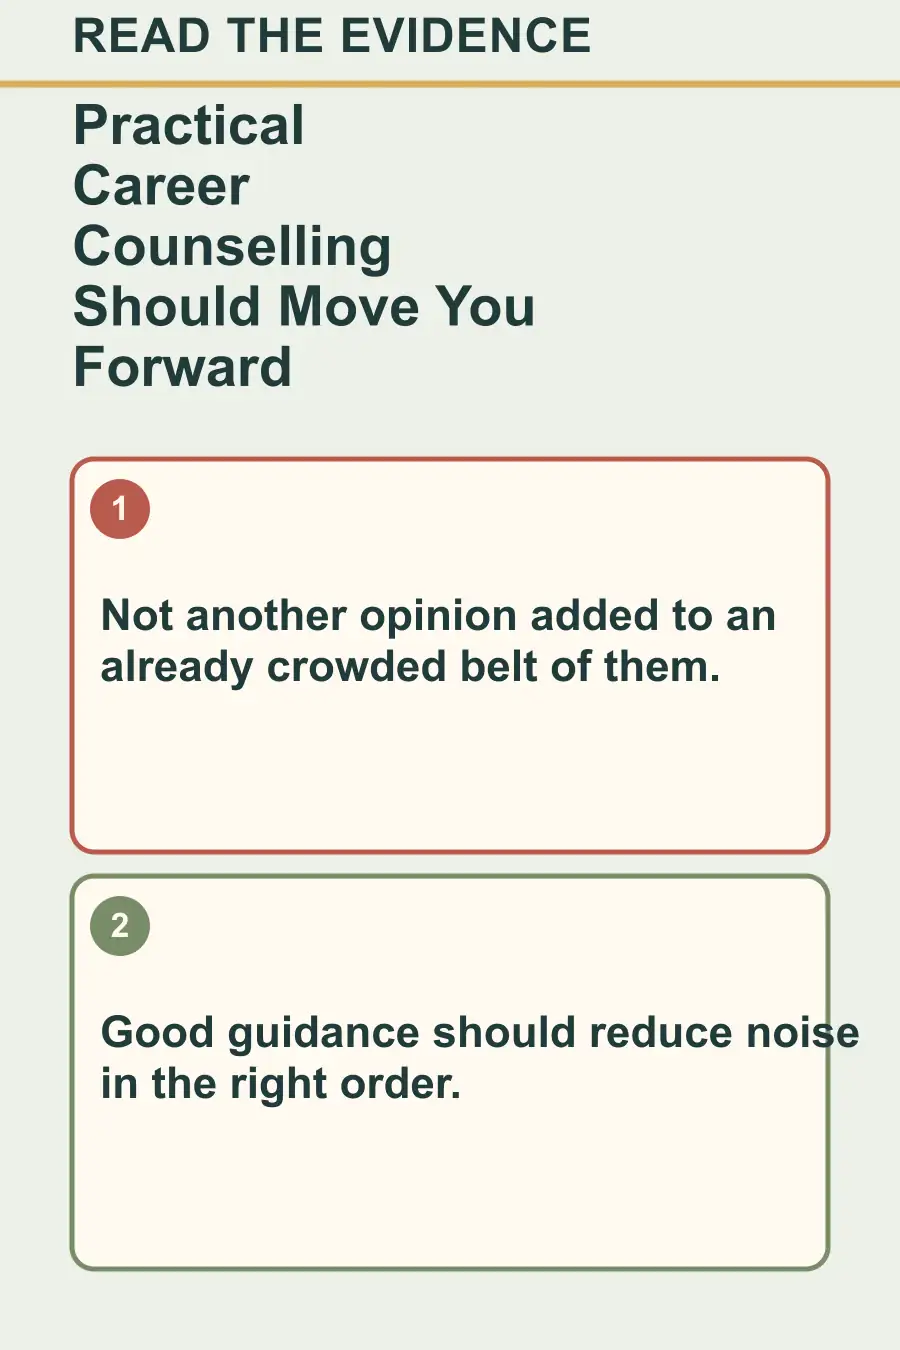 READ THE EVIDENCE
Practical
Career
Counselling
Should Move You
Forward
1
Not another opinion added to an
already crowded belt of them.
2
Good guidance should reduce noise
in the right order.